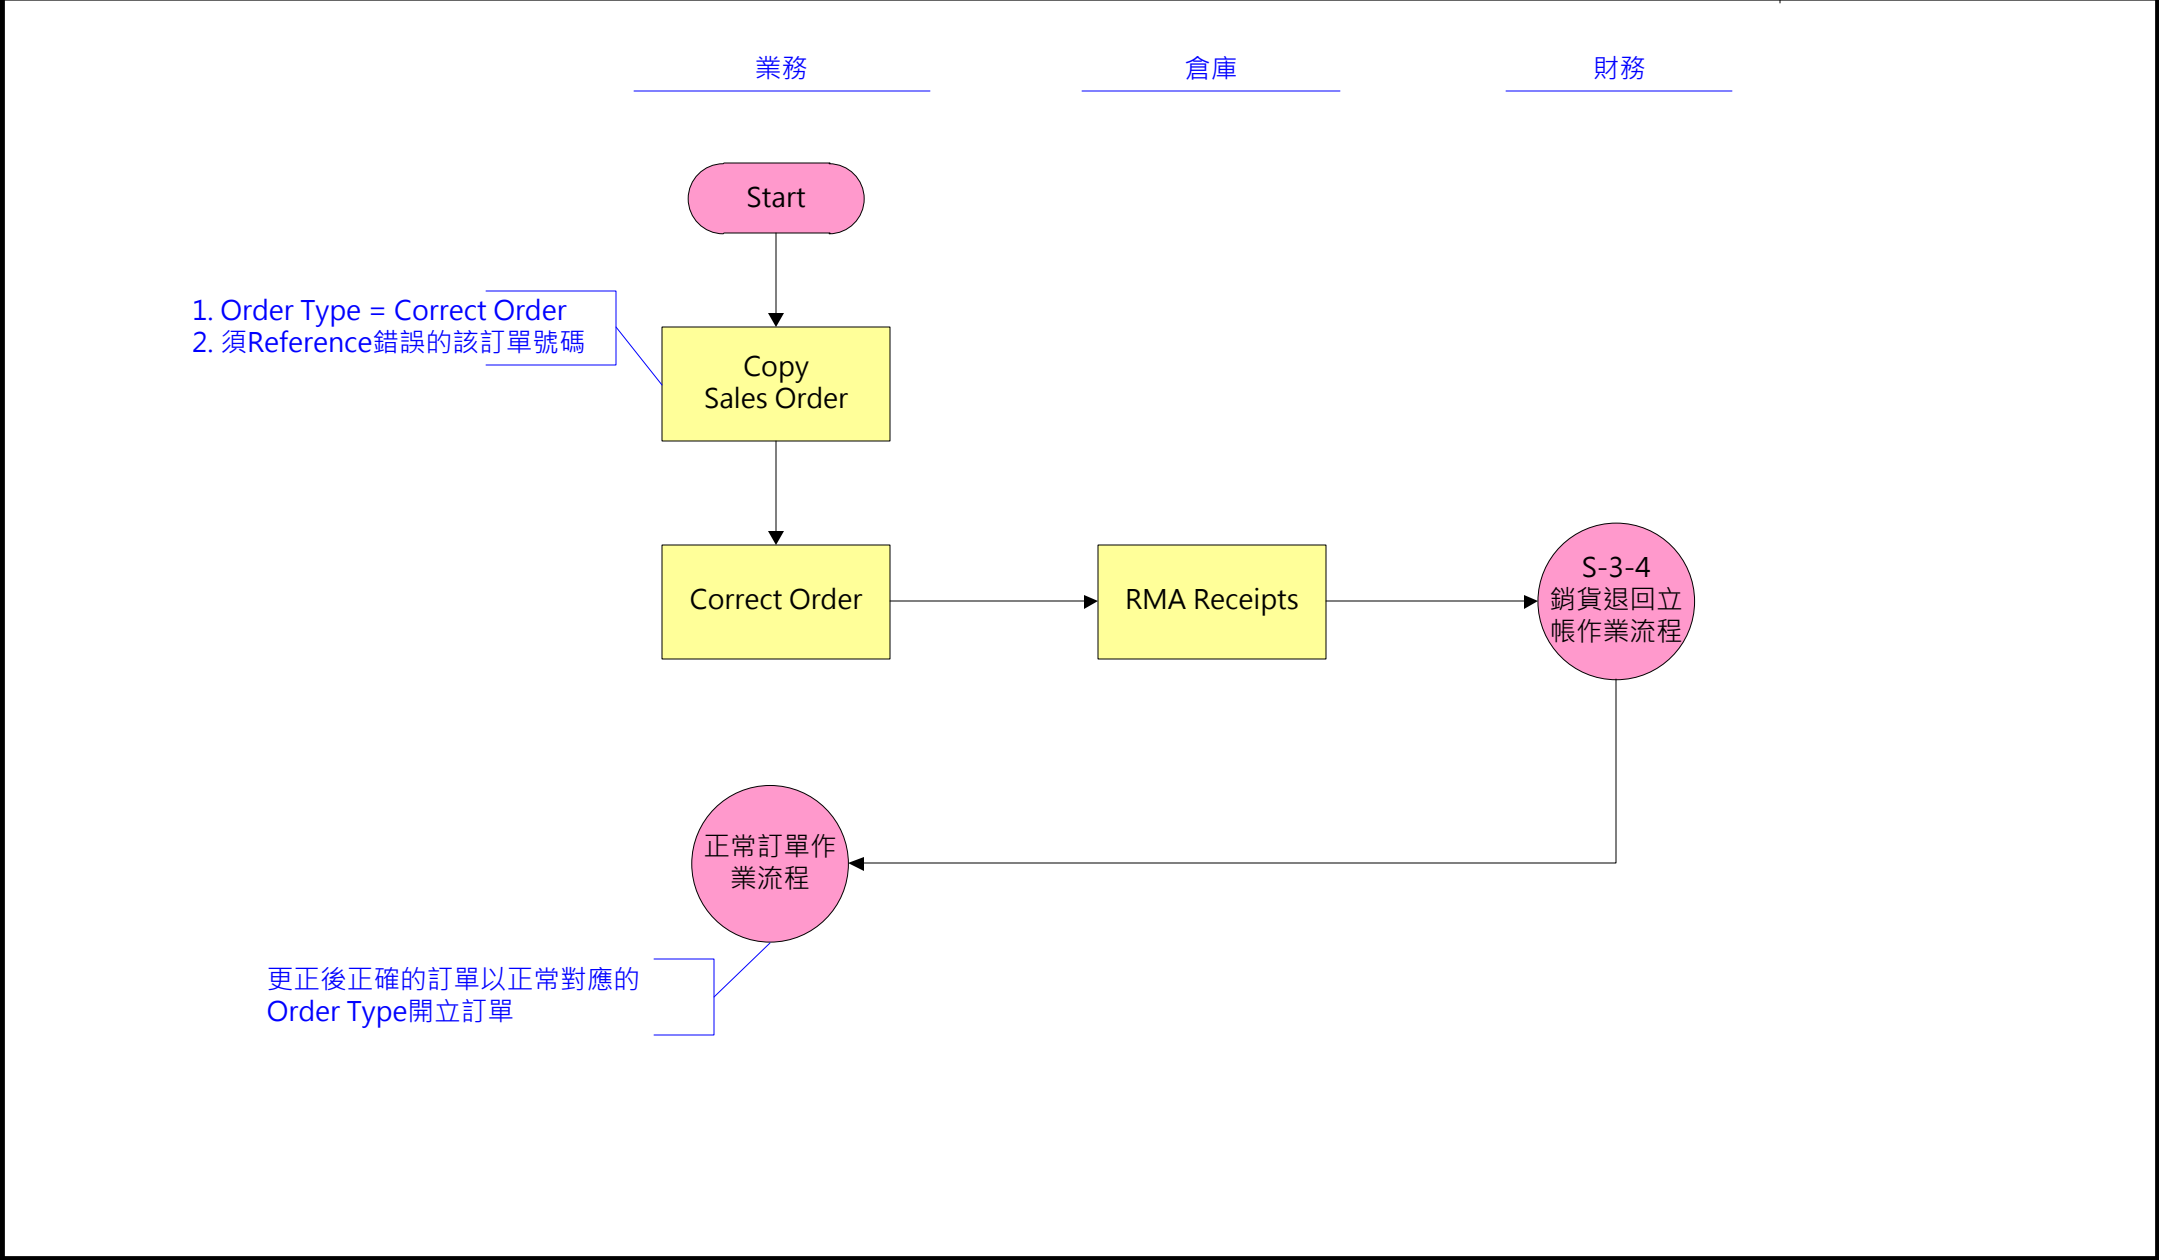 業務
倉庫
財務
Start
1. Order Type = Correct Order
2. 須Reference錯誤的該訂單號碼
Copy
Sales Order
Correct Order
RMA Receipts
S-3-4
銷貨退回立
帳作業流程
正常訂單作
業流程
更正後正確的訂單以正常對應的
Order Type開立訂單